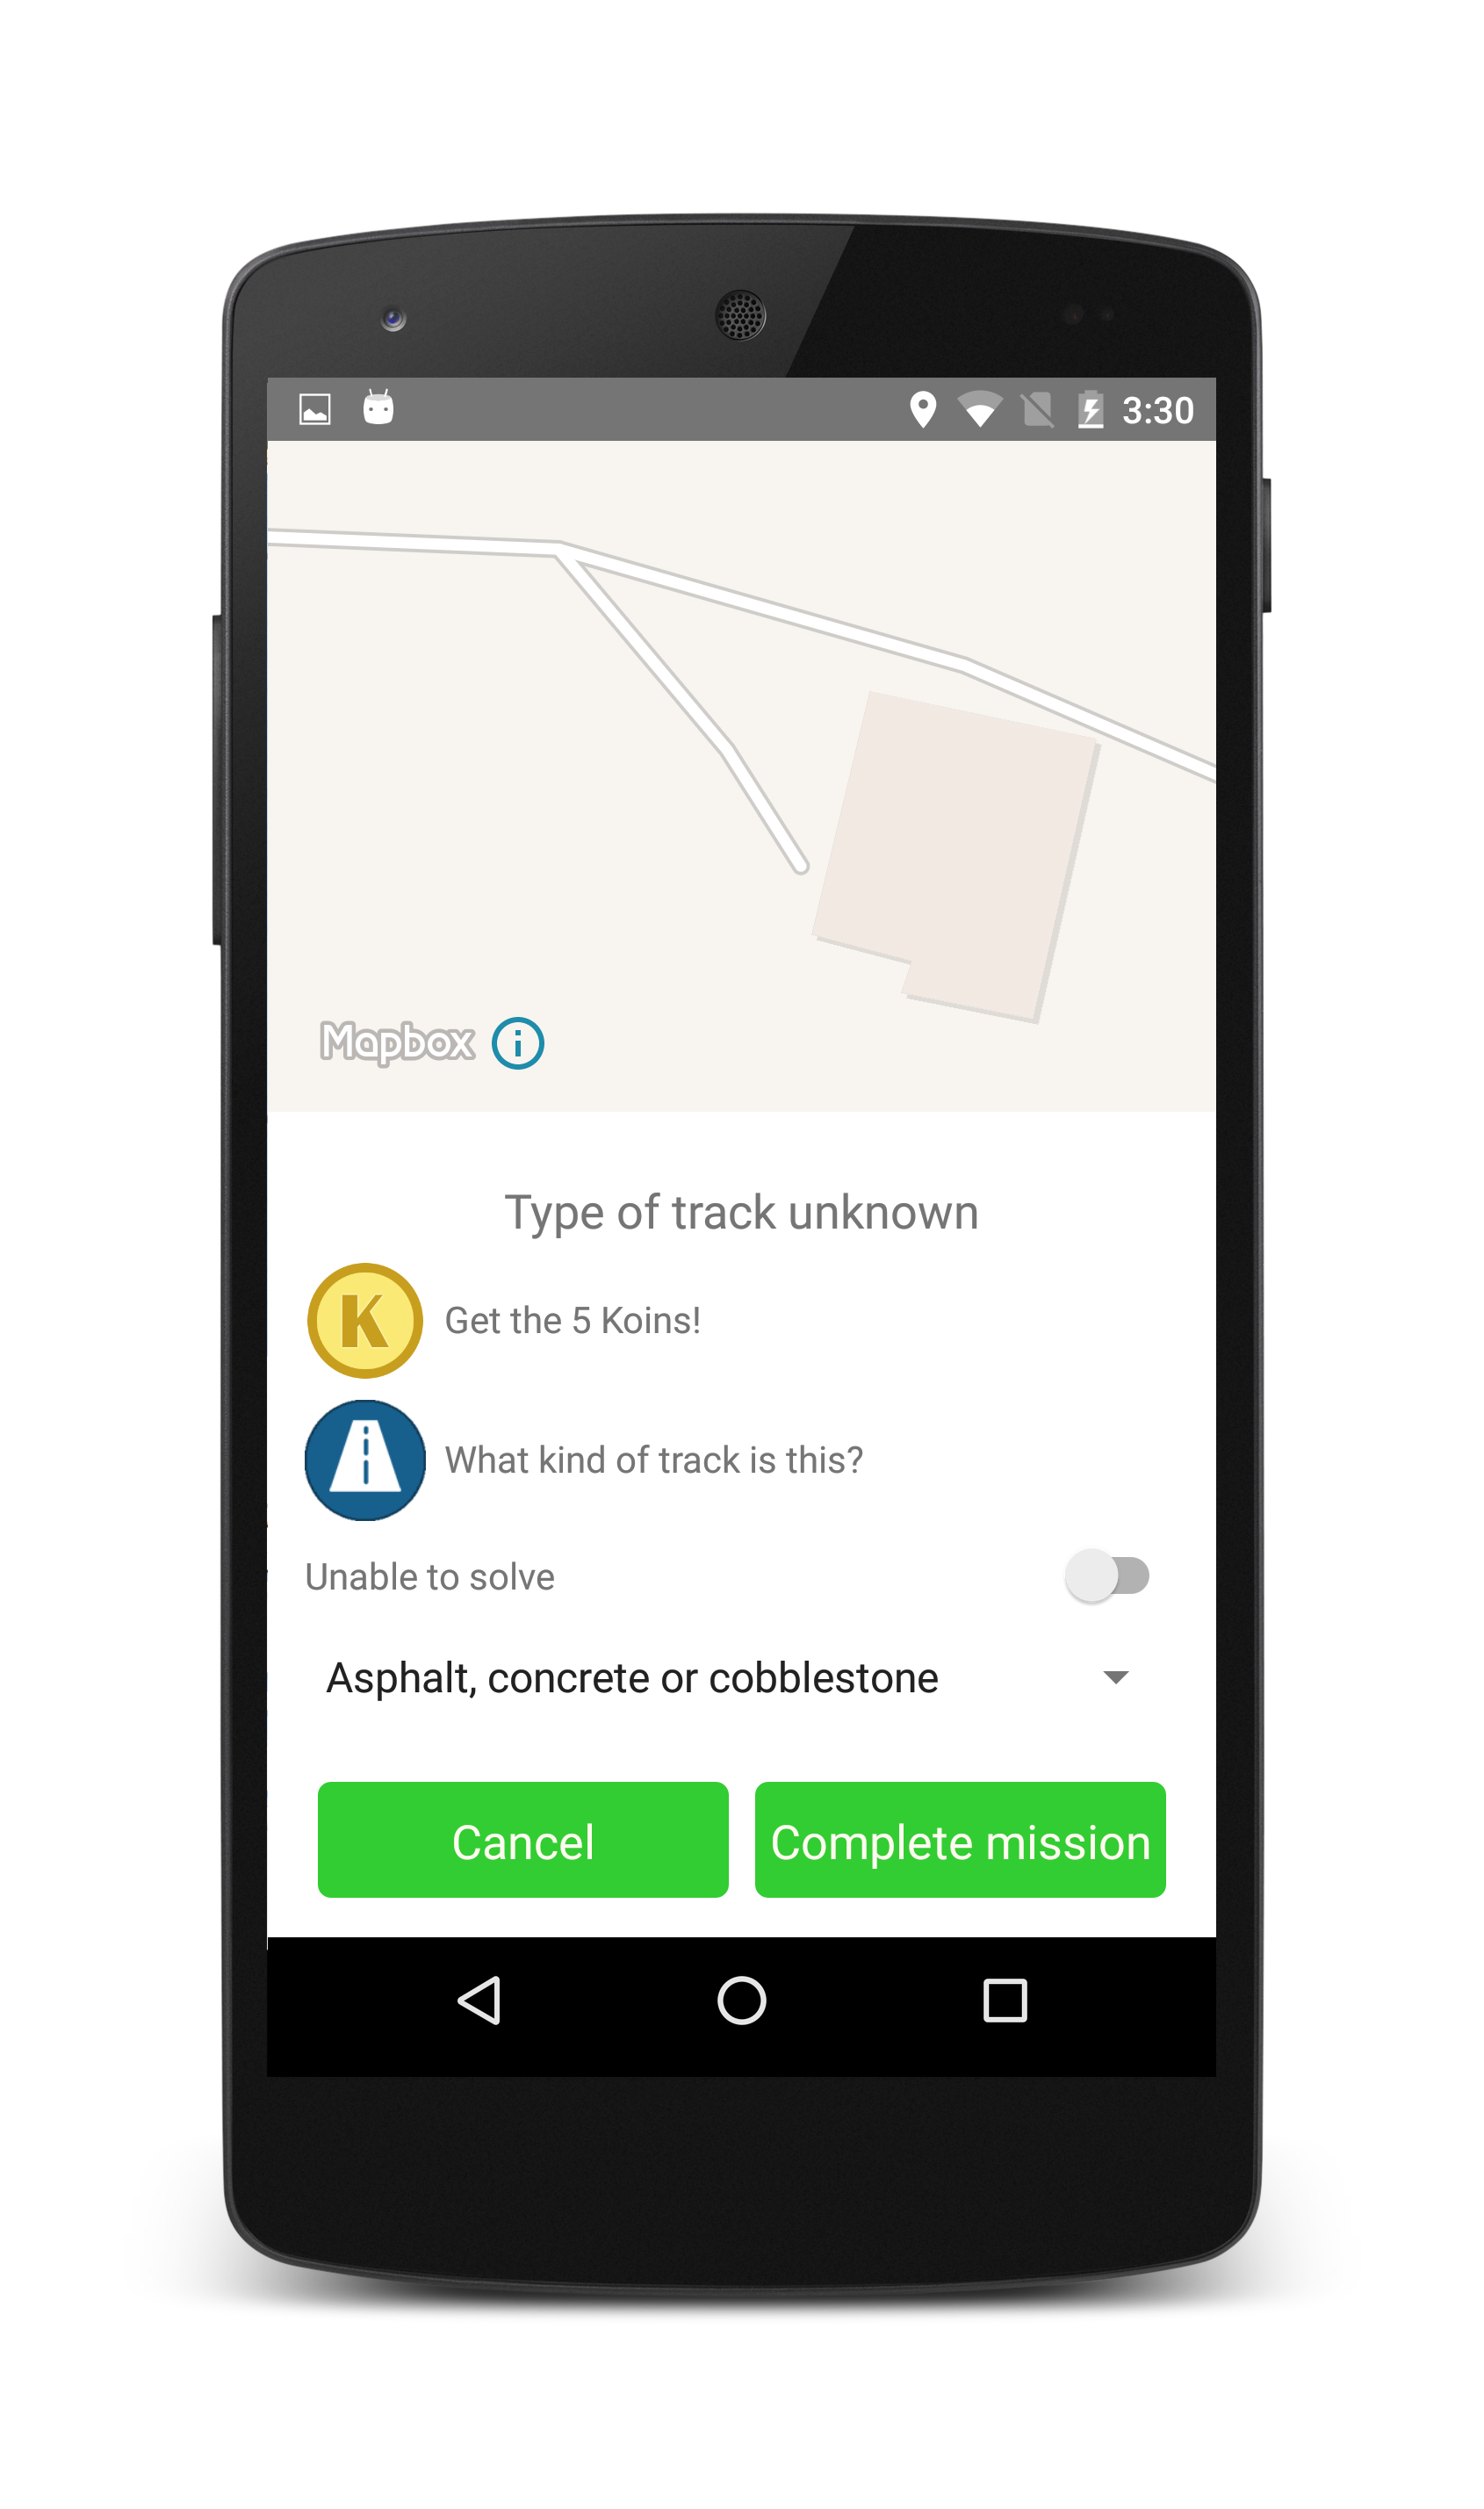 3:30
Mapbox
Type of track unknown
K
Get the 5 Koins!
What kind of track is this?
Unable to solve
Asphalt, concrete or cobblestone
Cancel
Complete mission